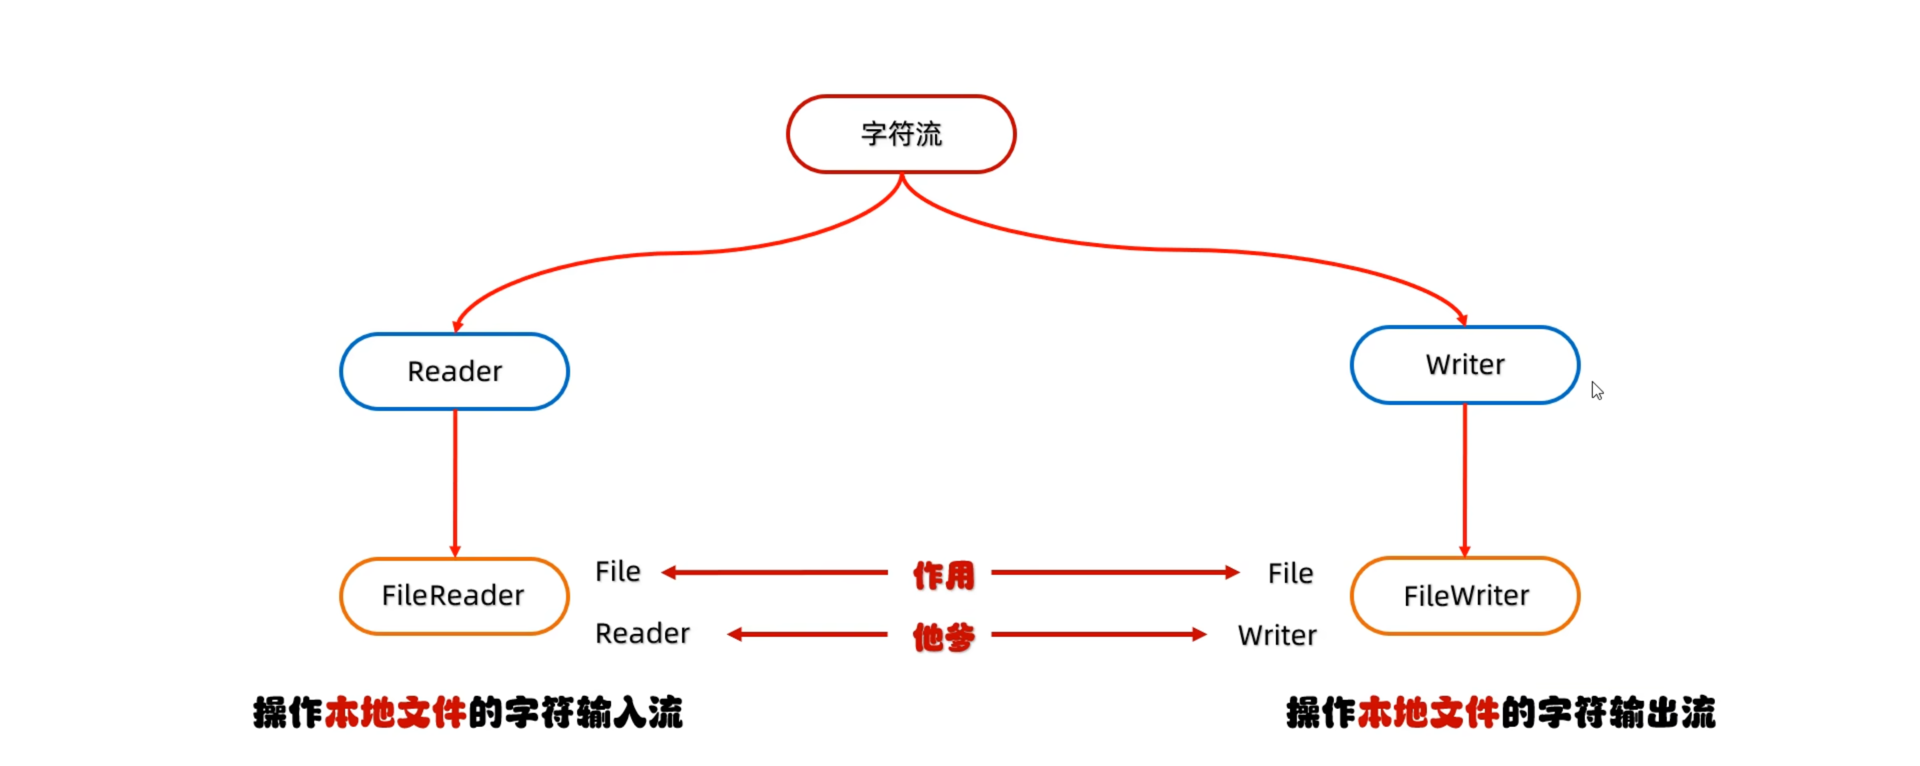 字符流
Reader
Writer
FileReader
File
作用
File
FileWriter
Reader
他爹
Writer
操作本地文件的字符输入流
操作本地文件的字符输出流